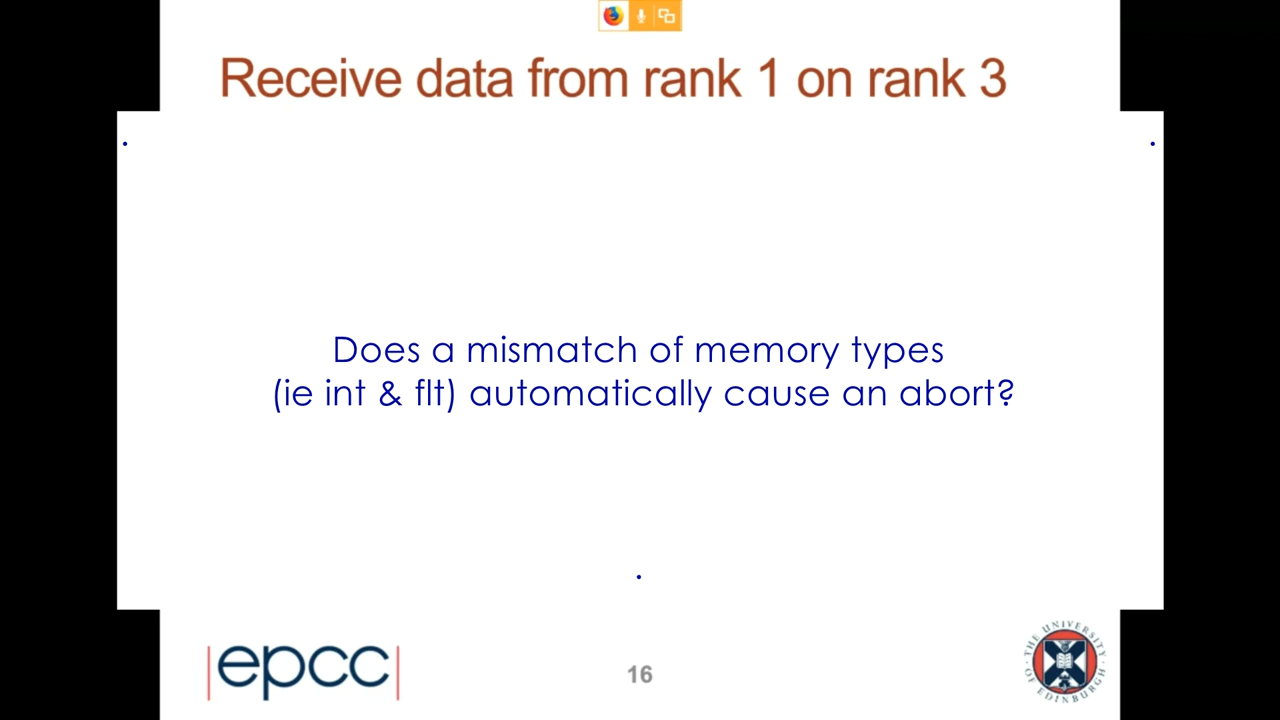 Receive data from rank 1 on rank 3
Does a mismatch of memory types
(ie int & flt) automatically cause an abort?
|epcc|
16
THE UNIVERSITY
OF EDINBURGH